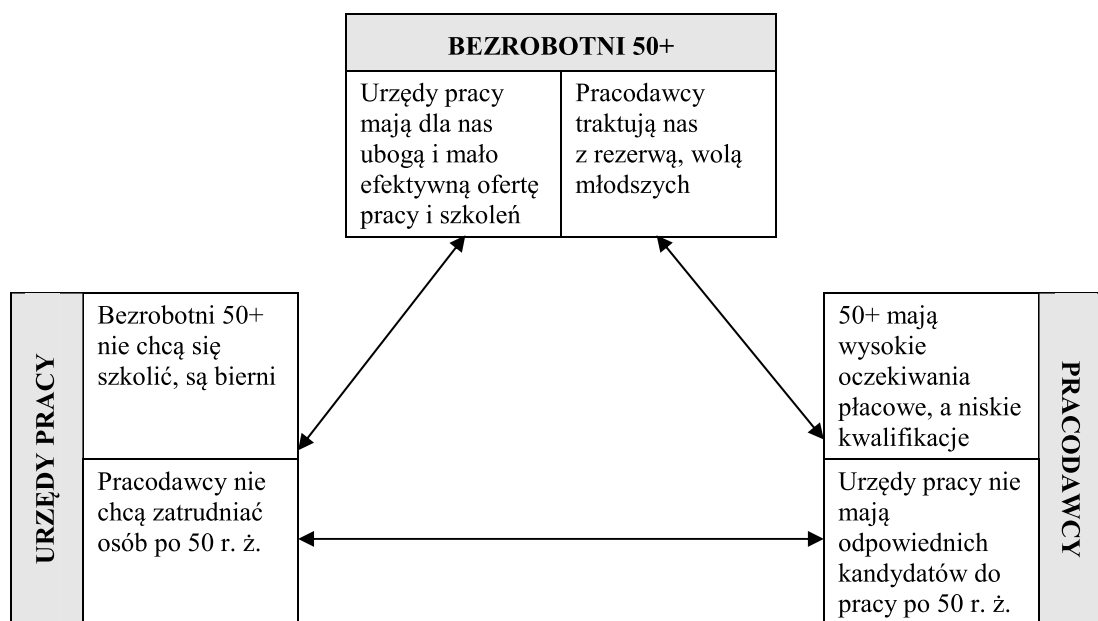 BEZROBOTNI 50+
Urzędy pracy
mają dla nas
ubogą i mało
efektywną ofertę
pracy i szkoleń
Pracodawcy
traktują nas
z rezerwą, wolą
młodszych
URZĘDY PRACY
Bezrobotni 50+
nie chcą się
szkolić, są bierni
Pracodawcy nie
chcą zatrudniać
osób po 50 r. ż.
50+ mają
wysokie
oczekiwania
płacowe, a niskie
kwalifikacje
Urzędy pracy nie
mają
odpowiednich
kandydatów do
pracy po 50 r. ż.
PRACODAWCY